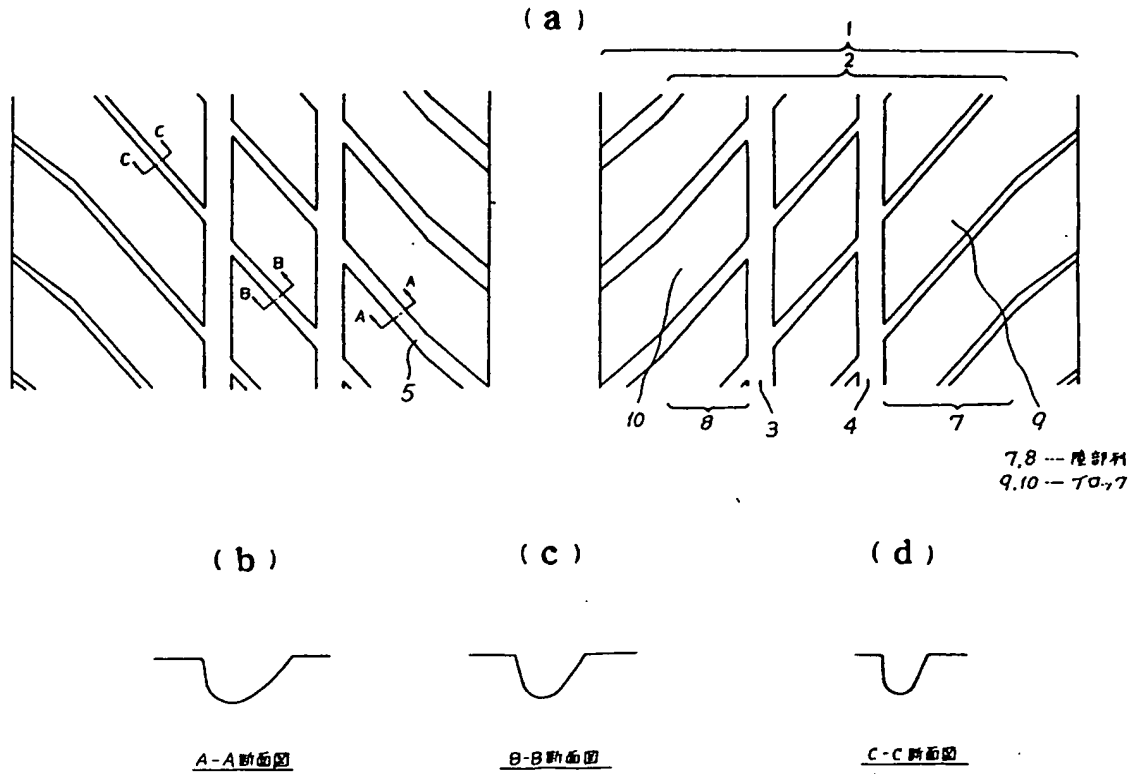 (a)
1
2
C
C
B
B
A
A
5
10
8
3
4
7
9
7,8 --- 陸部列
9,10 --- ブロック
(b)
(c)
(d)
A-A断面図
B-B断面図
C-C断面図